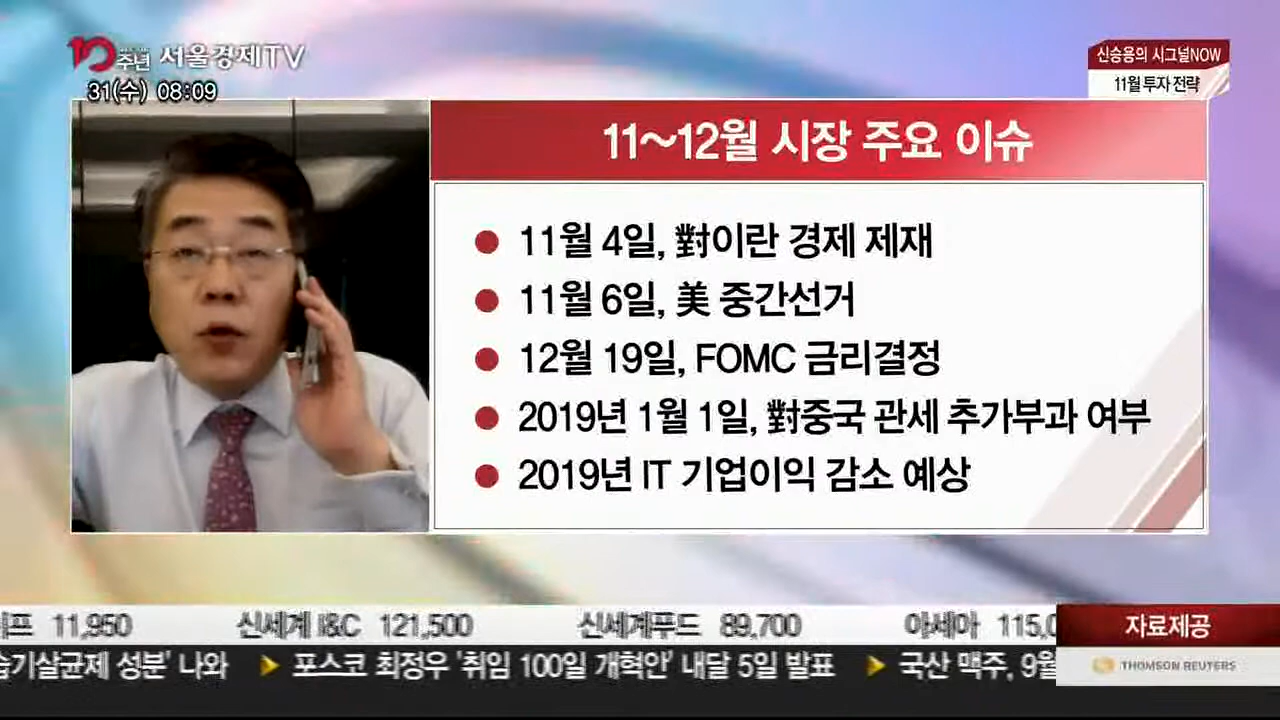 10주년 서울경제TV
31(수) 08:09
신승용의 시그널NOW
11월 투자 전략
11~12월 시장 주요 이슈
11월 4일, 對이란 경제 제재
11월 6일, 美 중간선거
12월 19일, FOMC 금리결정
2019년 1월 1일, 對중국 관세 추가부과 여부
2019년 IT 기업이익 감소 예상
11,950 신세계 I&C 121,500 신세계푸드 89,700 아세아 115,0
자료제공
습기살균제 성분' 나와 ▶ 포스코 최정우 '취임 100일 개혁안' 내달 5일 발표 ▶ 국산 맥주, 9월
THOMSON REUTERS